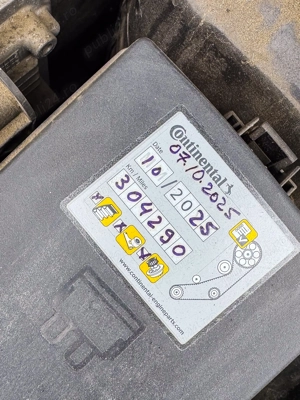 Continental
07.10.2025
Date
10/2025
Km / Miles
304290
x
x
x
www.continental-engineparts.com